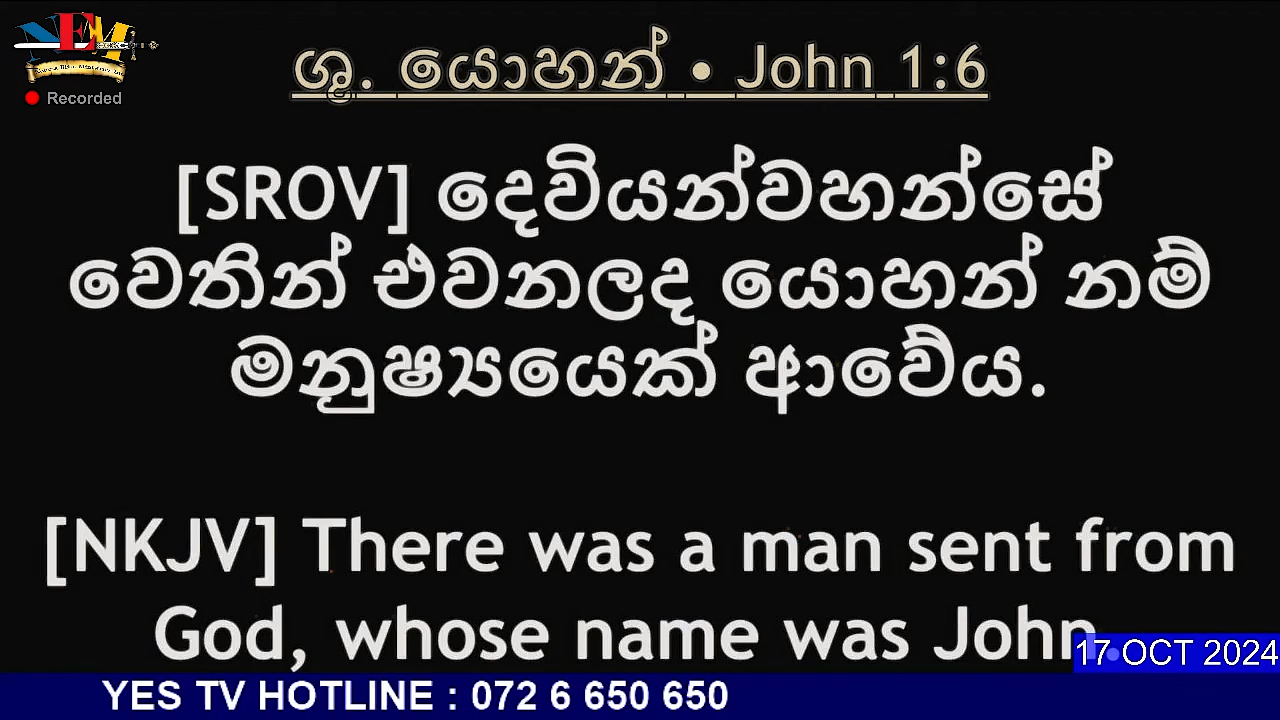 NEM
Recorded
ශු. යොහන් • John 1:6
[SROV] දෙවියන්වහන්සේ
වෙතින් එවනලද යොහන් නම්
මනුෂ්‍යයෙක් ආවේය.
[NKJV] There was a man sent from
God, whose name was John.
17 OCT 2024
YES TV HOTLINE : 072 6 650 650